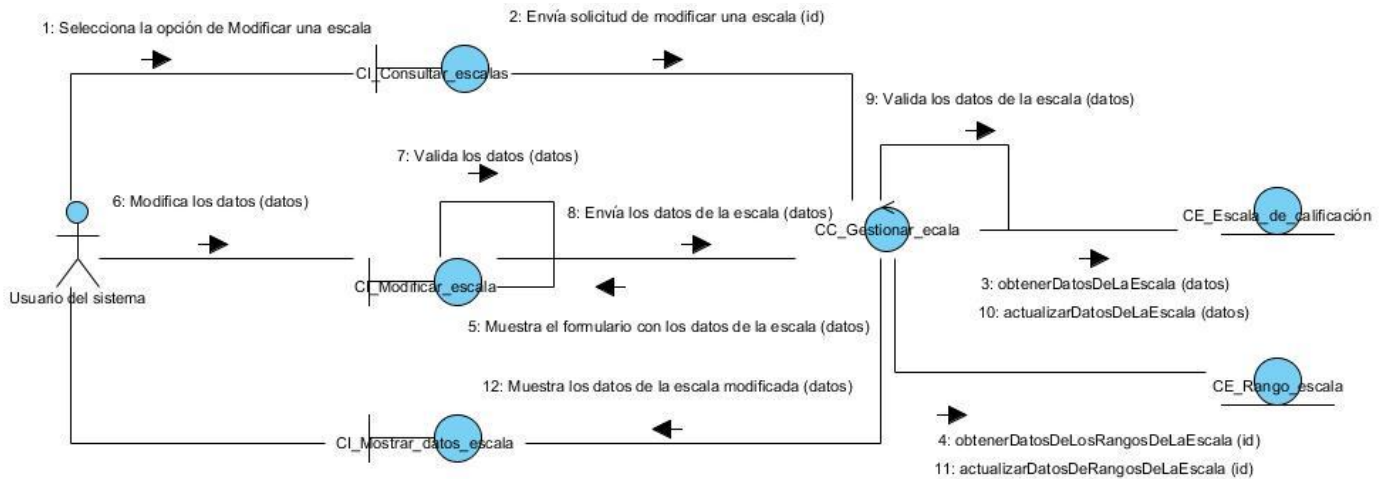 1: Selecciona la opción de Modificar una escala
2: Envía solicitud de modificar una escala (id)
CI_Consultar_escalas
9: Valida los datos de la escala (datos)
7: Valida los datos (datos)
6: Modifica los datos (datos)
8: Envía los datos de la escala (datos)
CE_Escala_de_calificación
CC_Gestionar_ecala
Usuario del sistema
CI_Modificar_escala
3: obtenerDatosDeLaEscala (datos)
10: actualizarDatosDeLaEscala (datos)
5: Muestra el formulario con los datos de la escala (datos)
12: Muestra los datos de la escala modificada (datos)
CE_Rango_escala
CI_Mostrar_datos_escala
4: obtenerDatosDeLosRangosDeLaEscala (id)
11: actualizarDatosDeRangosDeLaEscala (id)